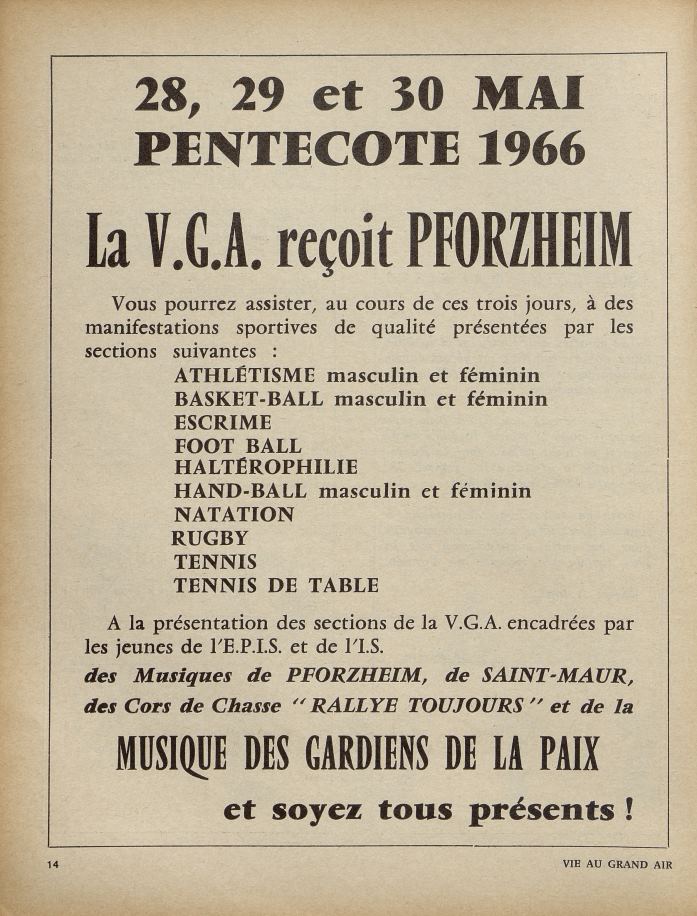 28, 29 et 30 MAI
PENTECOTE 1966
La V.G.A. reçoit PFORZHEIM
Vous pourrez assister, au cours de ces trois jours, à des
manifestations sportives de qualité présentées par les
sections suivantes :
ATHLÉTISME masculin et féminin
BASKET-BALL masculin et féminin
ESCRIME
FOOT BALL
HALTÉROPHILIE
HAND-BALL masculin et féminin
NATATION
RUGBY
TENNIS
TENNIS DE TABLE
A la présentation des sections de la V.G.A. encadrées par
les jeunes de l'E.P.I.S. et de l'I.S.
des Musiques de PFORZHEIM, de SAINT-MAUR,
des Cors de Chasse "RALLYE TOUJOURS" et de la
MUSIQUE DES GARDIENS DE LA PAIX
et soyez tous présents !
14
VIE AU GRAND AIR